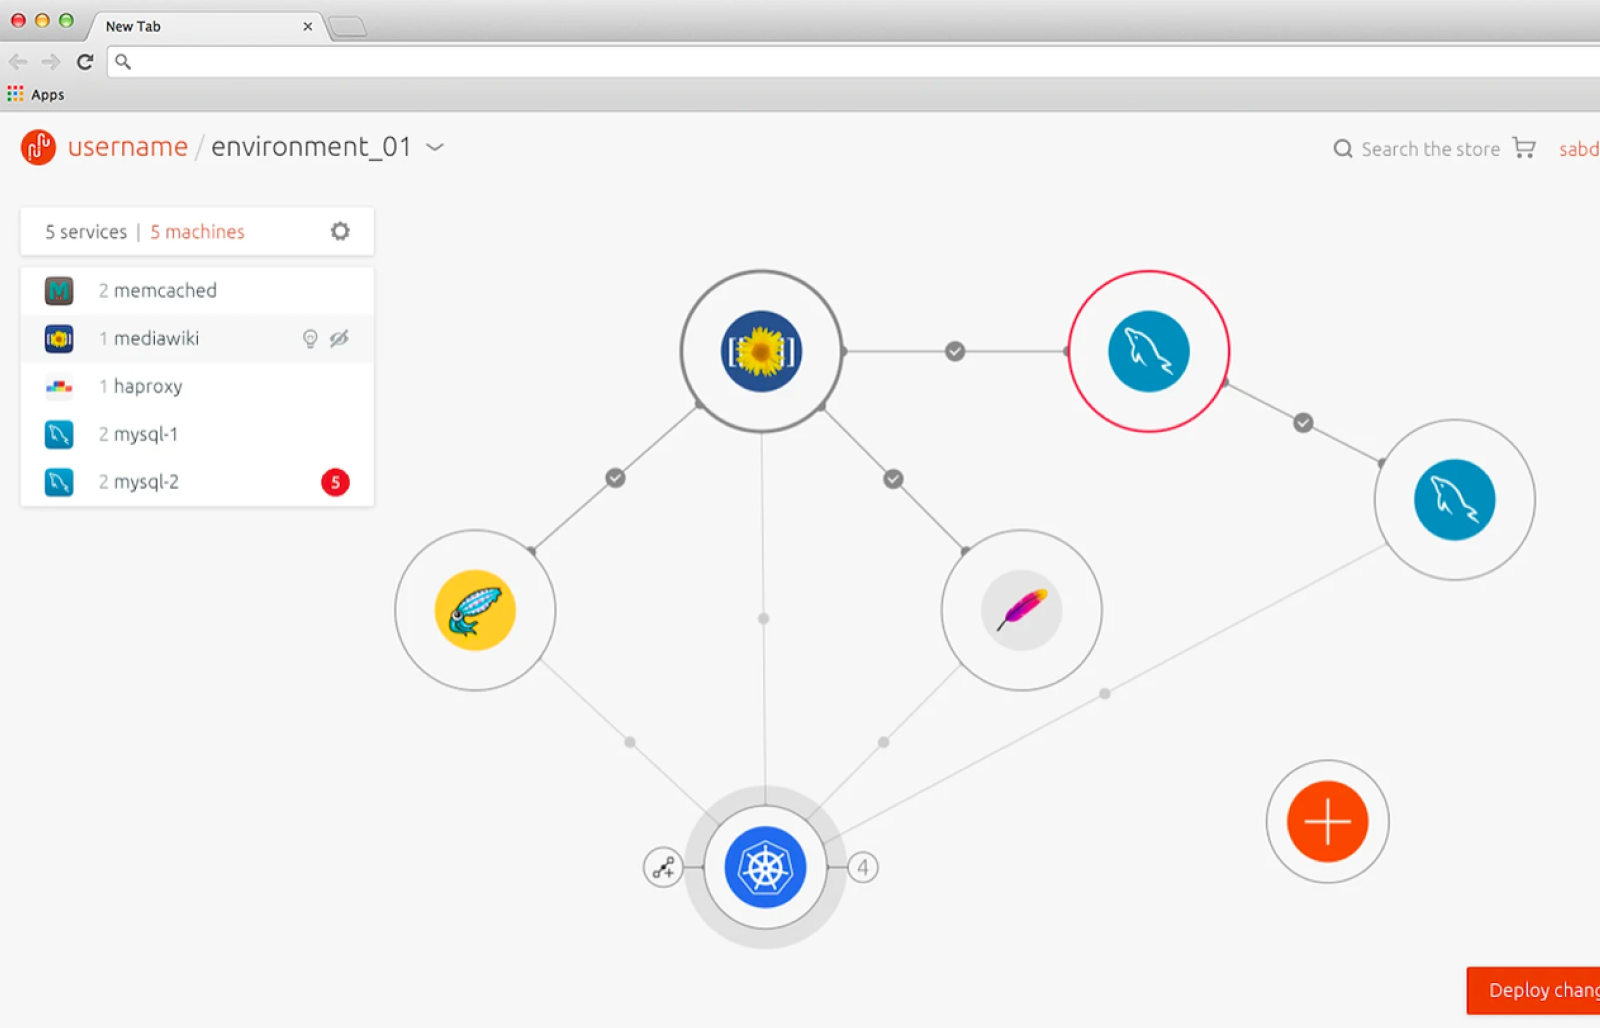 New Tab
Apps
username / environment_01
Search the store
sabd
5 services | 5 machines
2 memcached
1 mediawiki
1 haproxy
2 mysql-1
2 mysql-2
5
4
Deploy chang